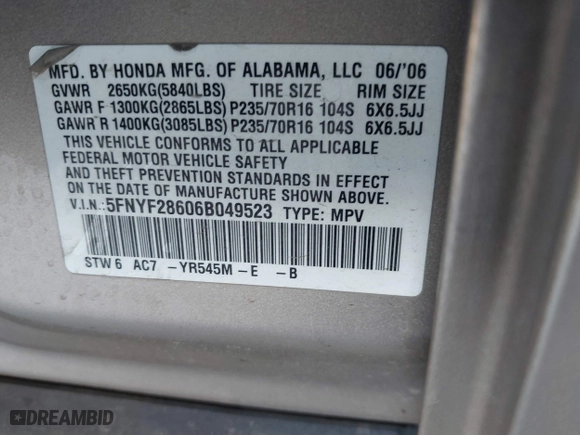 MFD. BY HONDA MFG. OF ALABAMA, LLC 06/'06
GVWR 2650KG(5840LBS) TIRE SIZE RIM SIZE
GAWR F 1300KG(2865LBS) P235/70R16 104S 6X6.5JJ
GAWR R 1400KG(3085LBS) P235/70R16 104S 6X6.5JJ
THIS VEHICLE CONFORMS TO ALL APPLICABLE
FEDERAL MOTOR VEHICLE SAFETY
AND THEFT PREVENTION STANDARDS IN EFFECT
ON THE DATE OF MANUFACTURE SHOWN ABOVE.
V.I.N.: 5FNYF28606B049523 TYPE: MPV
STW 6 AC7 -YR545M-E -B
DREAMBID